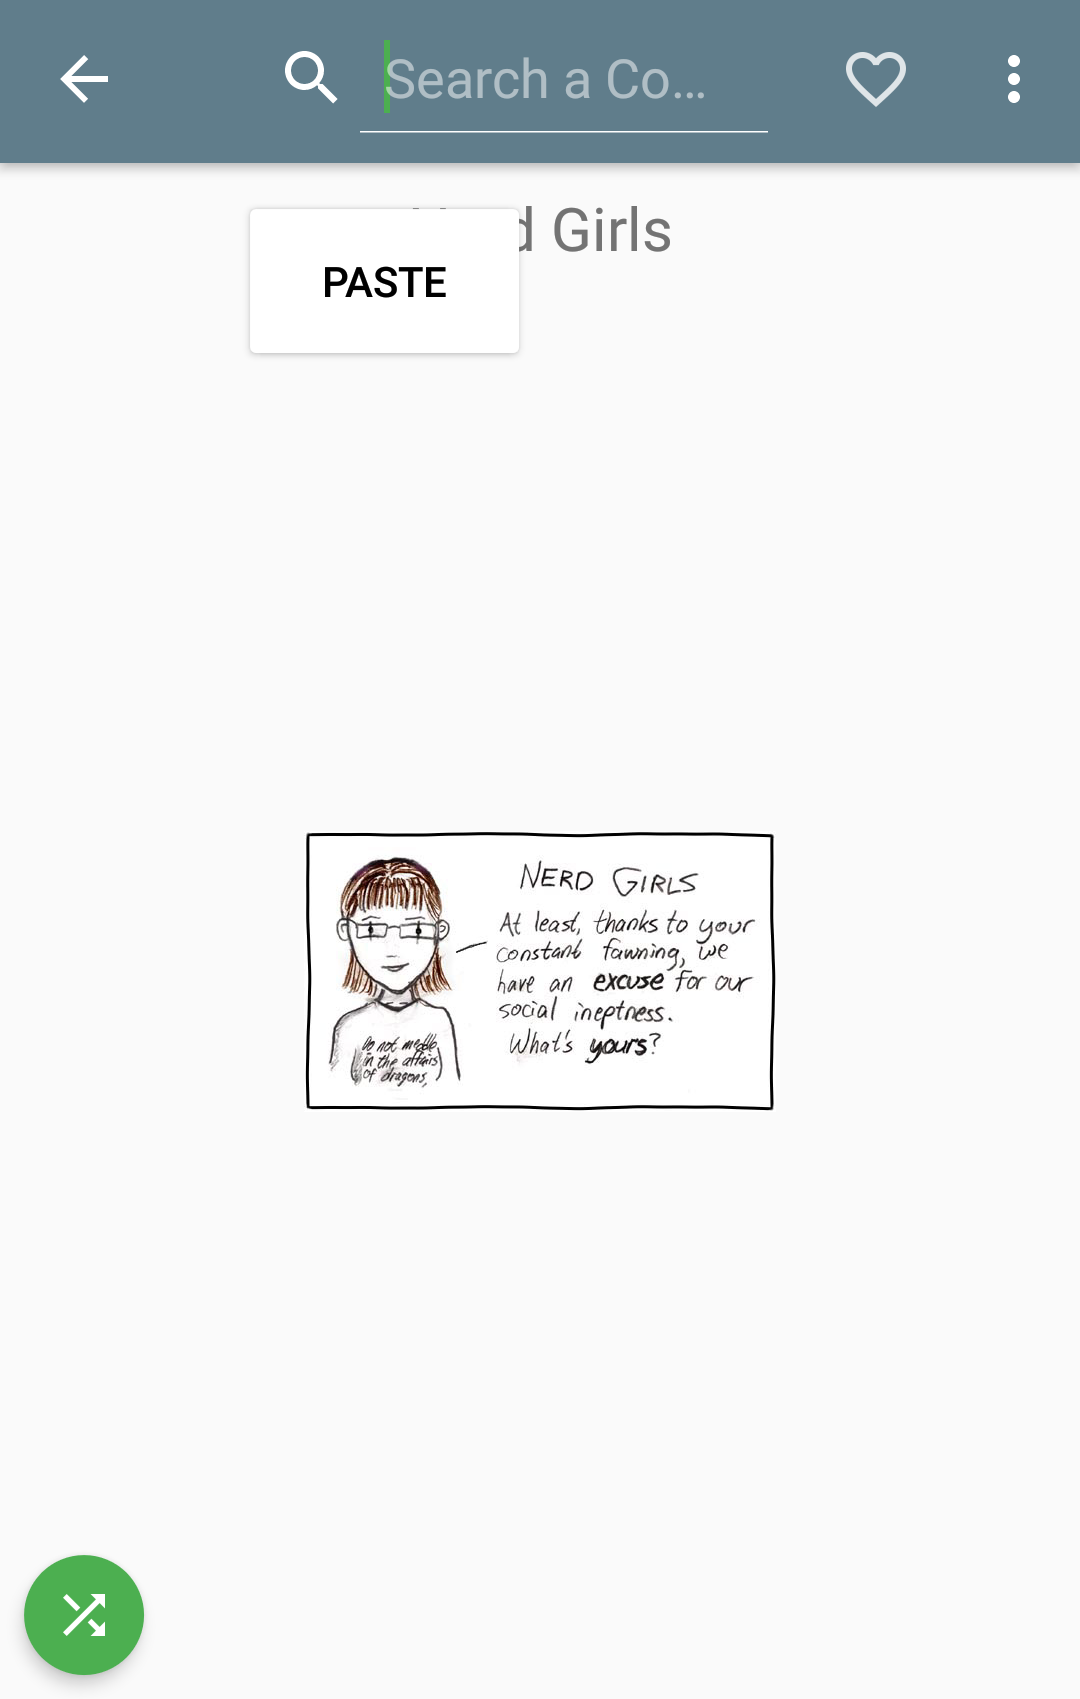 Search a Co...
Girls
PASTE
NERD GIRLS
At least, thanks to your
constant fawning, we
have an excuse for our
social ineptness.
What's yours?
Do not meddle
in the affairs
of dragons,